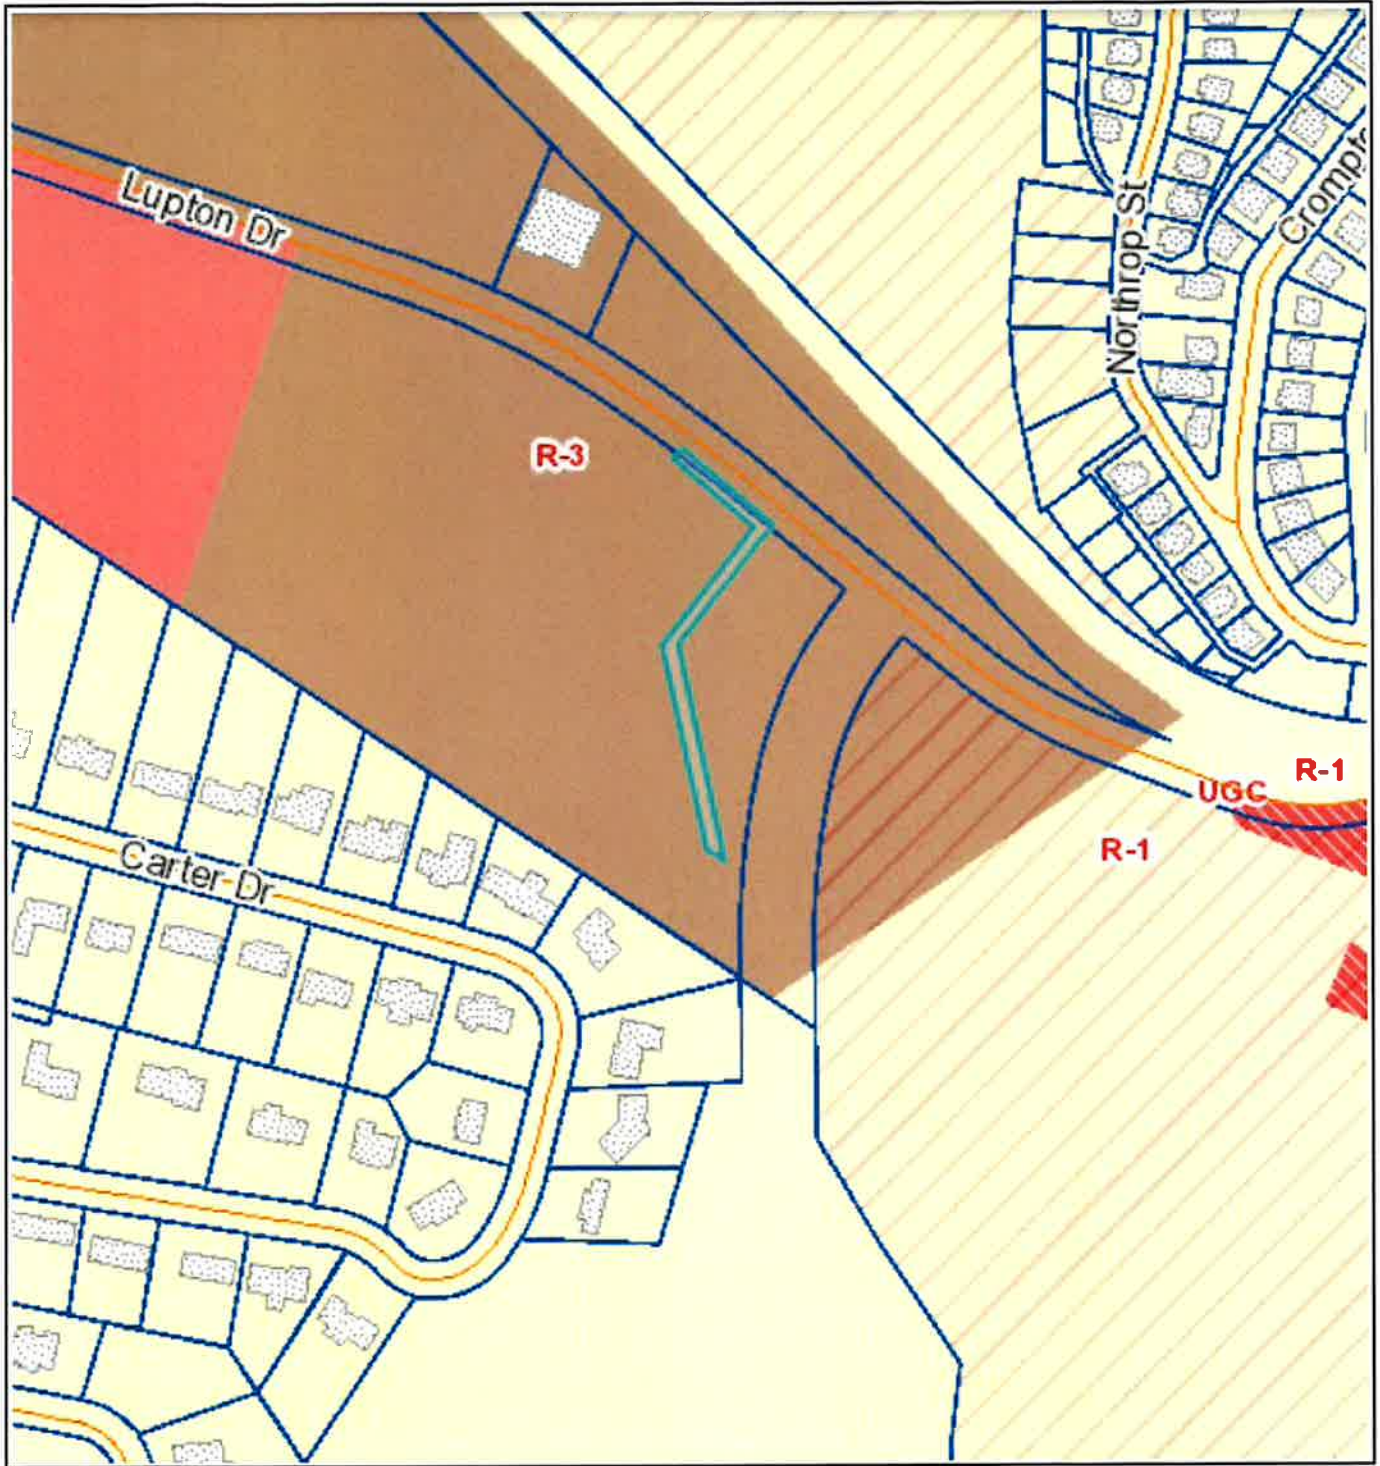 Lupton Dr
Northrop St
Crompt
R-3
R-1
UGC
R-1
Carter Dr